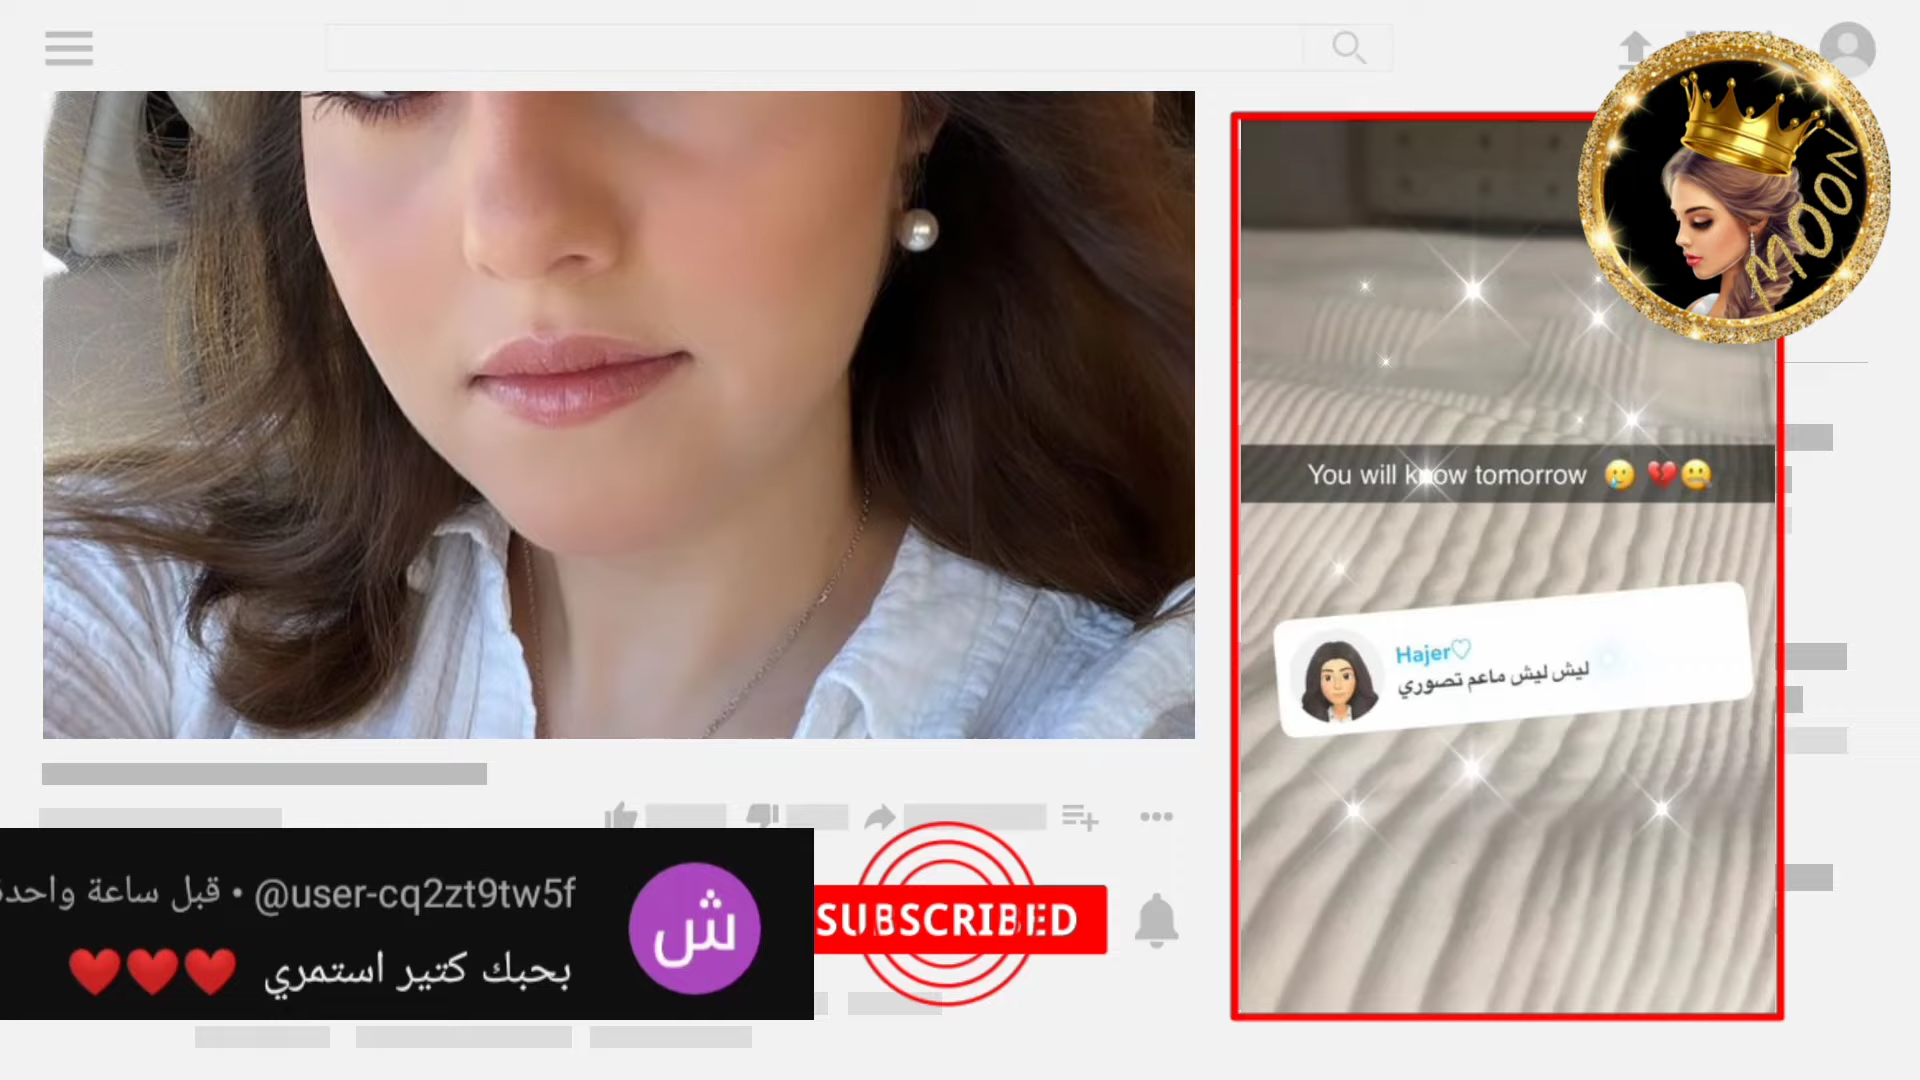 MOON
You will know tomorrow 🥲 💔🤐
Hajer♡
ليش ليش ماعم تصوري
@user-cq2zt9tw5f • قبل ساعة واحدة
ش
بحبك كتير استمري ❤️❤️❤️
SUBSCRIBED